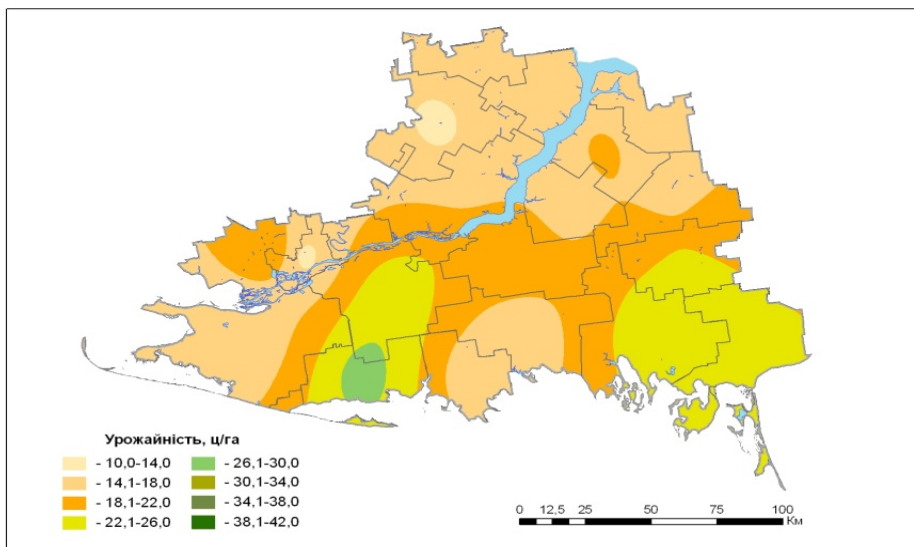 Урожайність, ц/га
- 10,0-14,0
- 14,1-18,0
- 18,1-22,0
- 22,1-26,0
- 26,1-30,0
- 30,1-34,0
- 34,1-38,0
- 38,1-42,0
0 12,5 25 50 75 100
Км